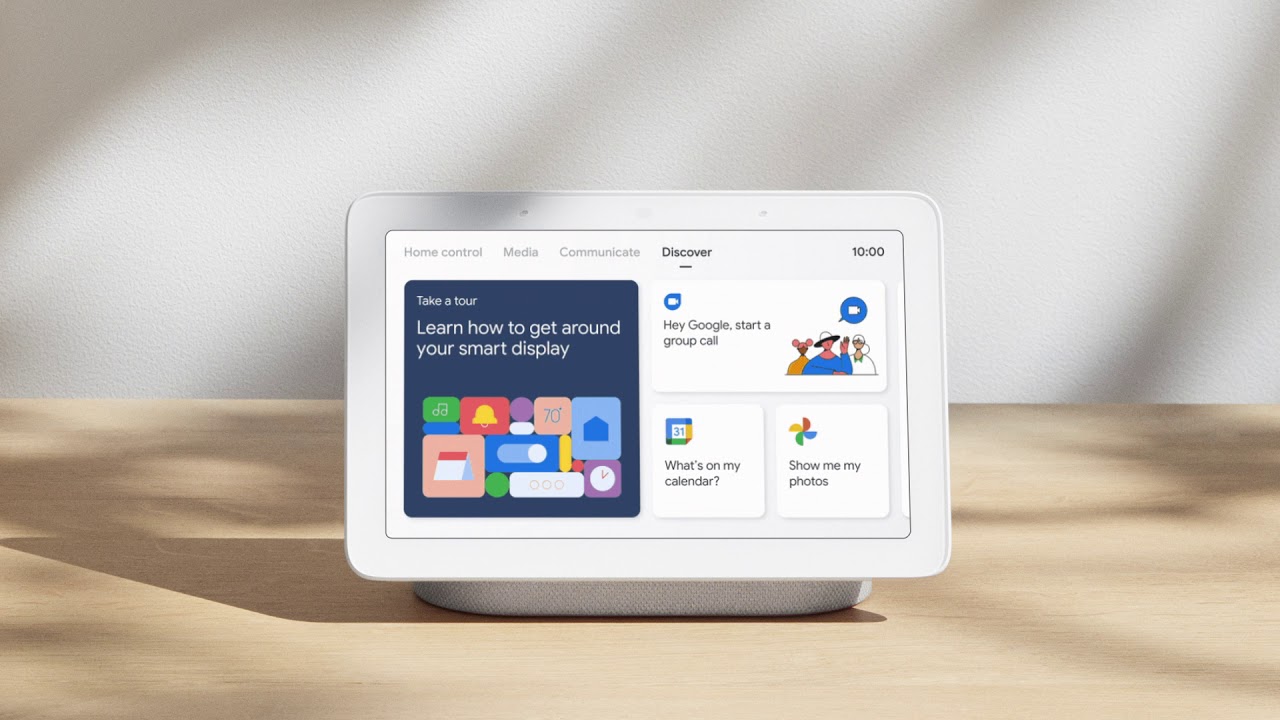 Home control Media Communicate Discover 10:00
Take a tour
Learn how to get around
your smart display
70°
Hey Google, start a
group call
31
What's on my
calendar?
Show me my
photos